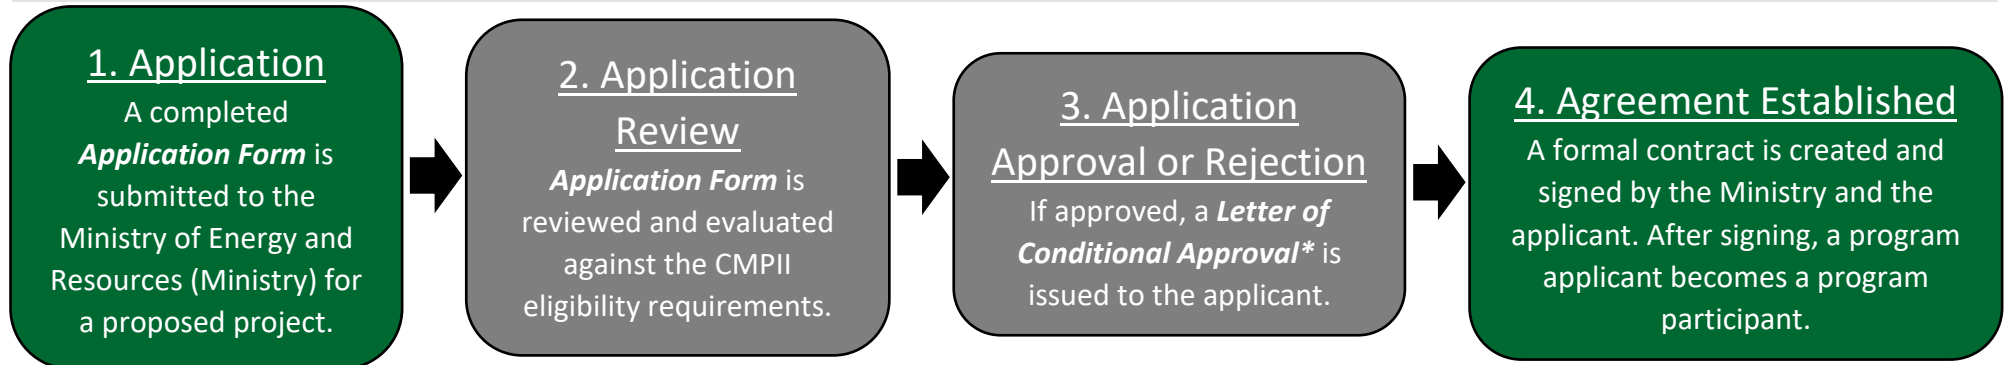 1. Application
A completed
Application Form is
submitted to the
Ministry of Energy and
Resources (Ministry) for
a proposed project.
2. Application
Review
Application Form is
reviewed and evaluated
against the CMPII
eligibility requirements.
3. Application
Approval or Rejection
If approved, a Letter of
Conditional Approval* is
issued to the applicant.
4. Agreement Established
A formal contract is created and
signed by the Ministry and the
applicant. After signing, a program
applicant becomes a program
participant.